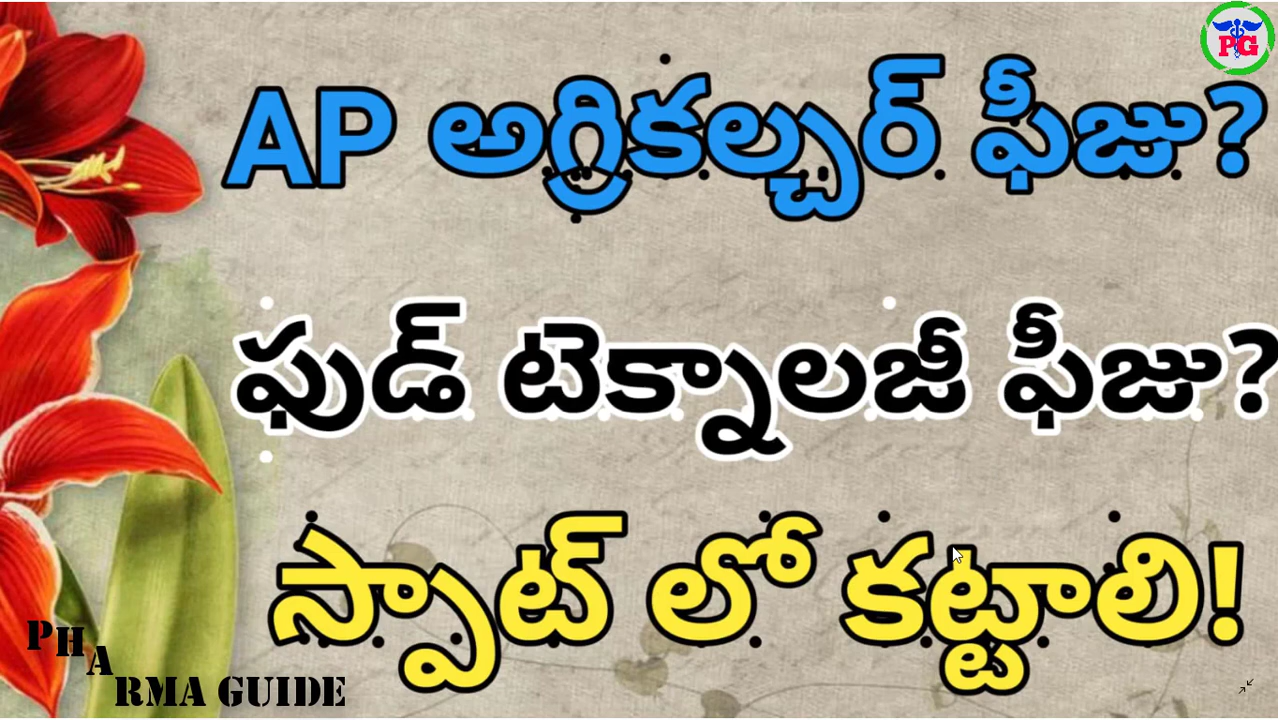 PG
AP అగ్రికల్చర్ ఫీజు?
ఫుడ్ టెక్నాలజీ ఫీజు?
స్పాట్ లో కట్టాలి!
PHARMA GUIDE